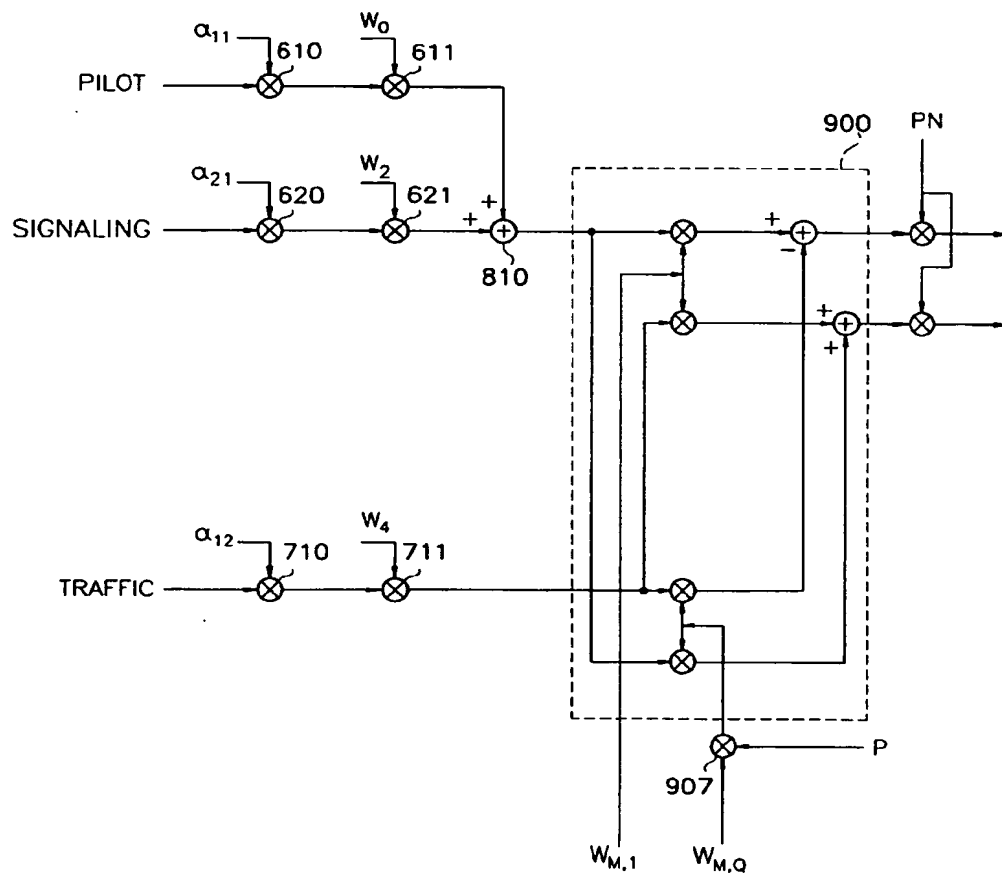 α11 W0
610 611
PILOT
900 PN
α21 W2
+
620 621 + +
SIGNALING
−
810
+
+
α12 W4
710 711
TRAFFIC
P
907
WM,1 WM,Q